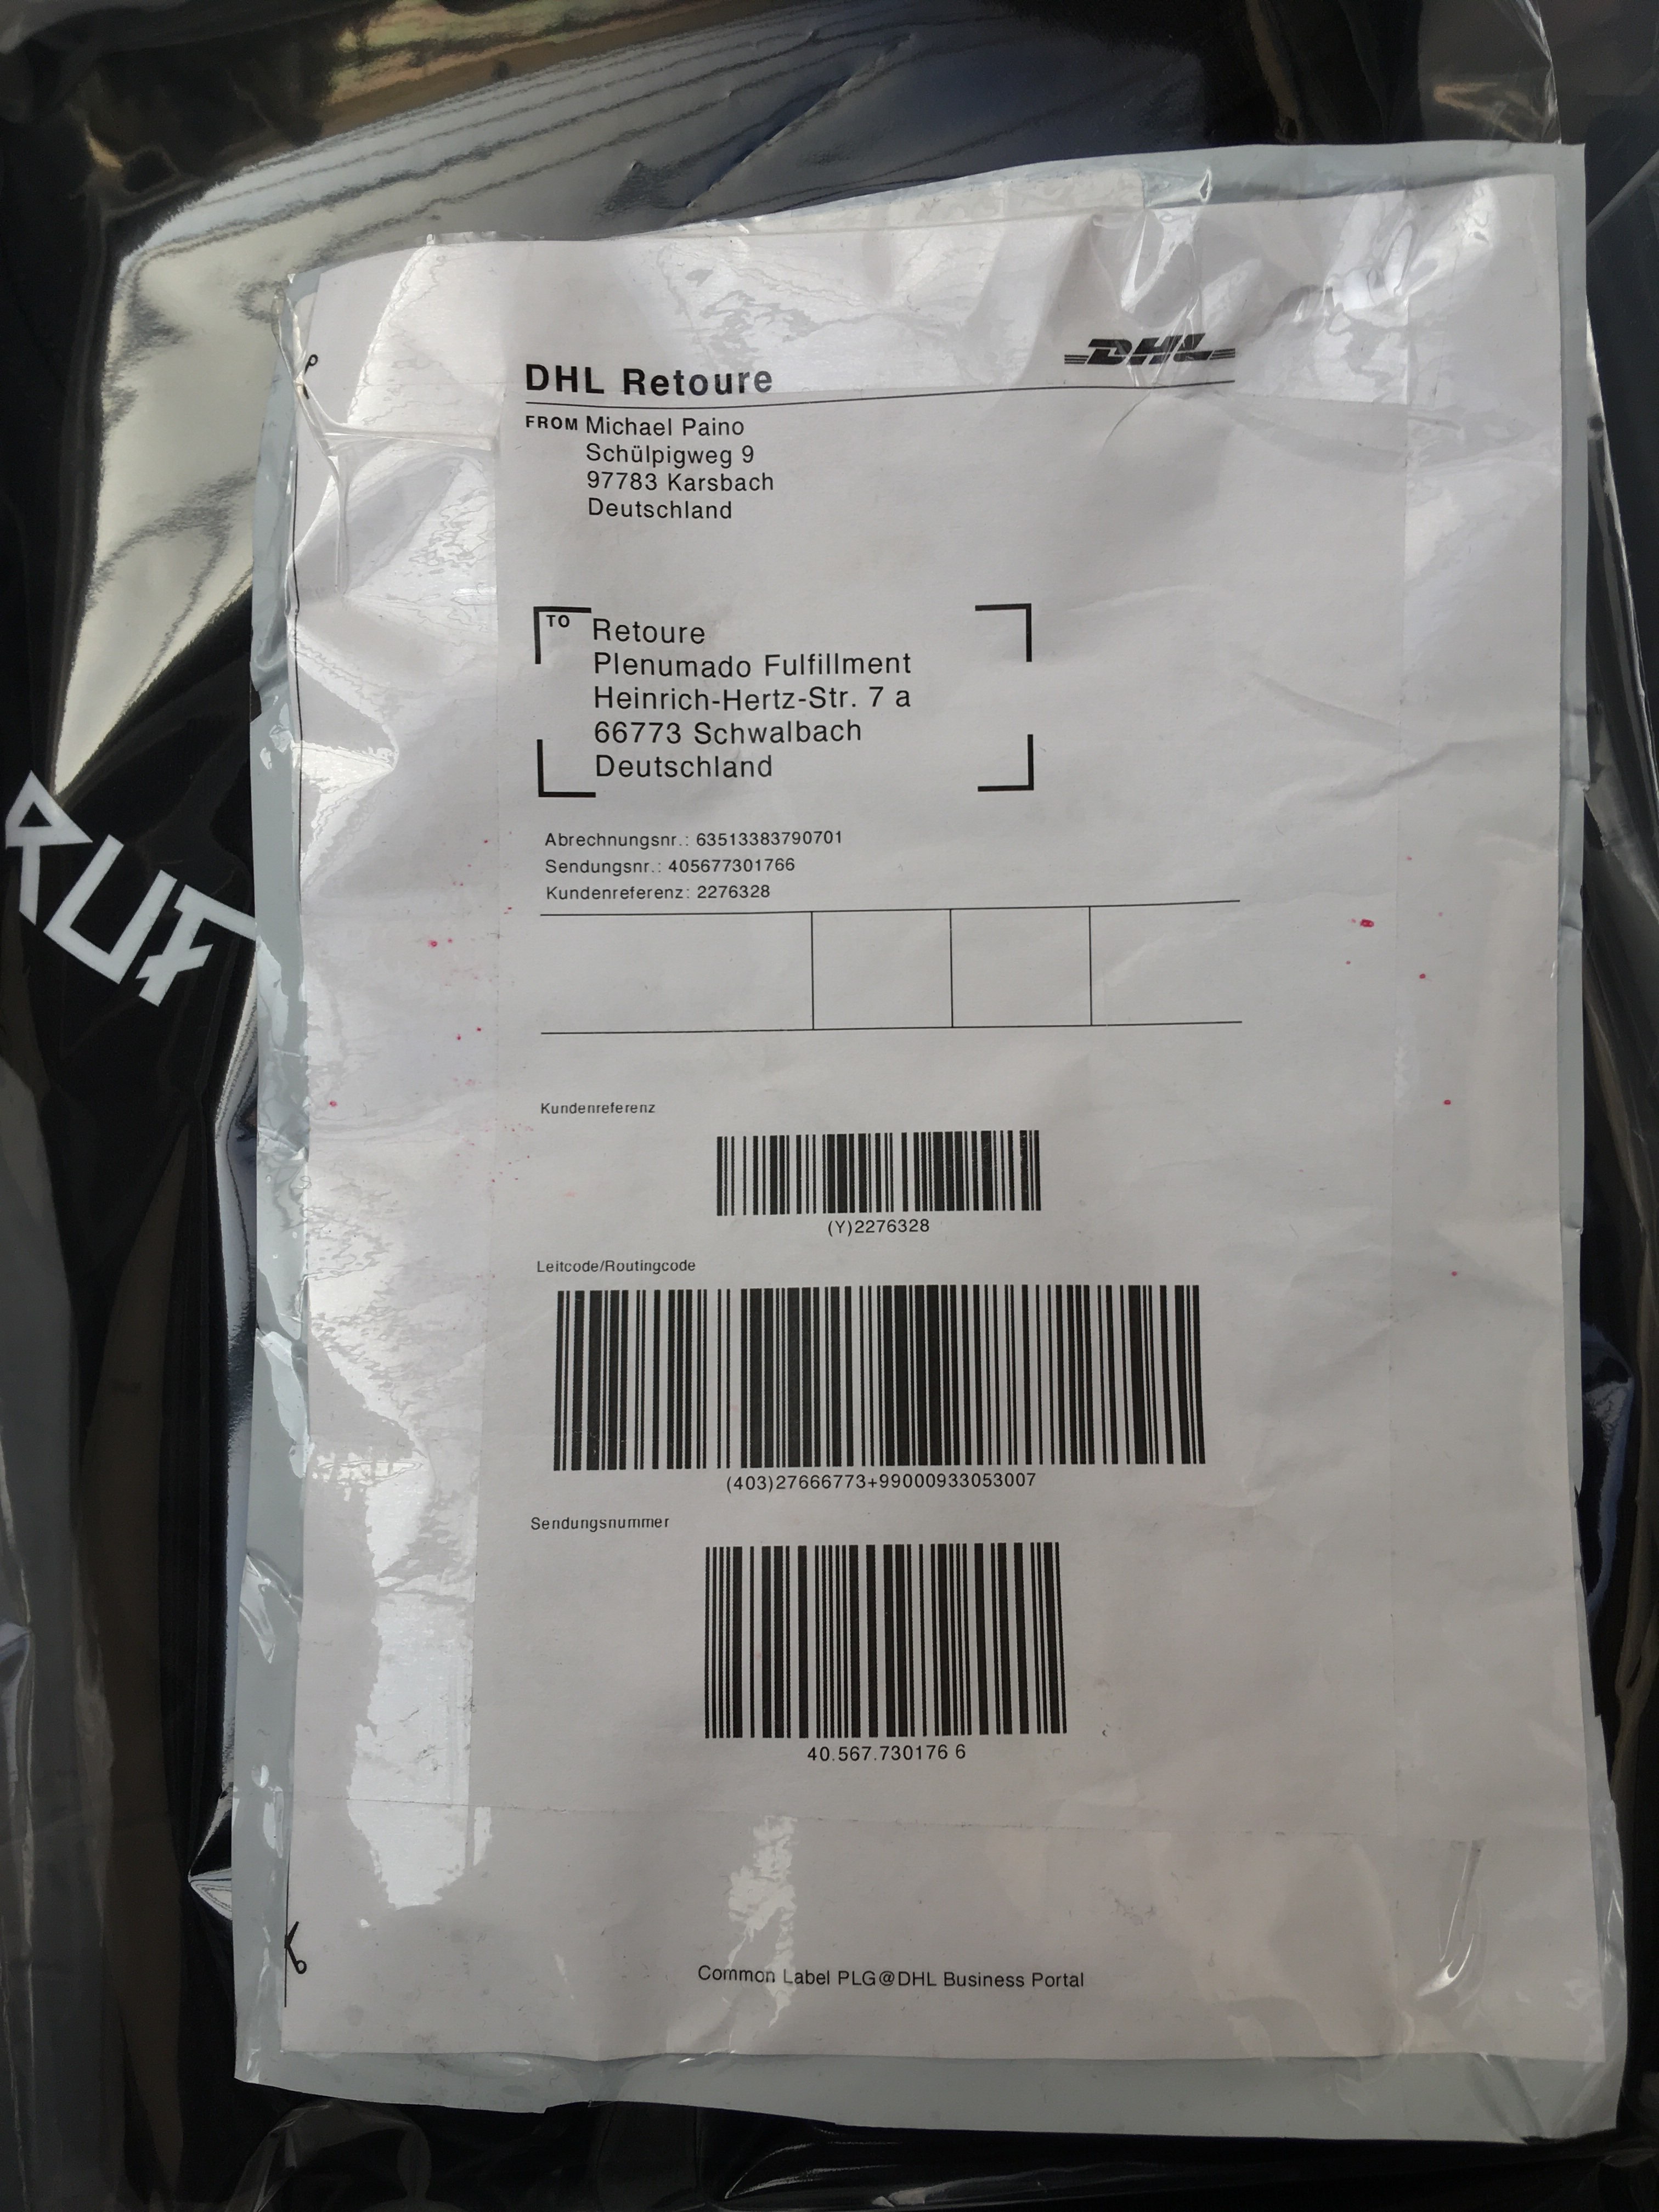 DHL Retoure
DHL
FROM Michael Paino
Schülpigweg 9
97783 Karsbach
Deutschland
TO Retoure
Plenumado Fulfillment
Heinrich-Hertz-Str. 7 a
66773 Schwalbach
Deutschland
RUF
Abrechnungsnr.: 63513383790701
Sendungsnr.: 405677301766
Kundenreferenz: 2276328
Kundenreferenz
(Y)2276328
Leitcode/Routingcode
(403)27666773+99000933053007
Sendungsnummer
40.567.730176 6
Common Label PLG@DHL Business Portal